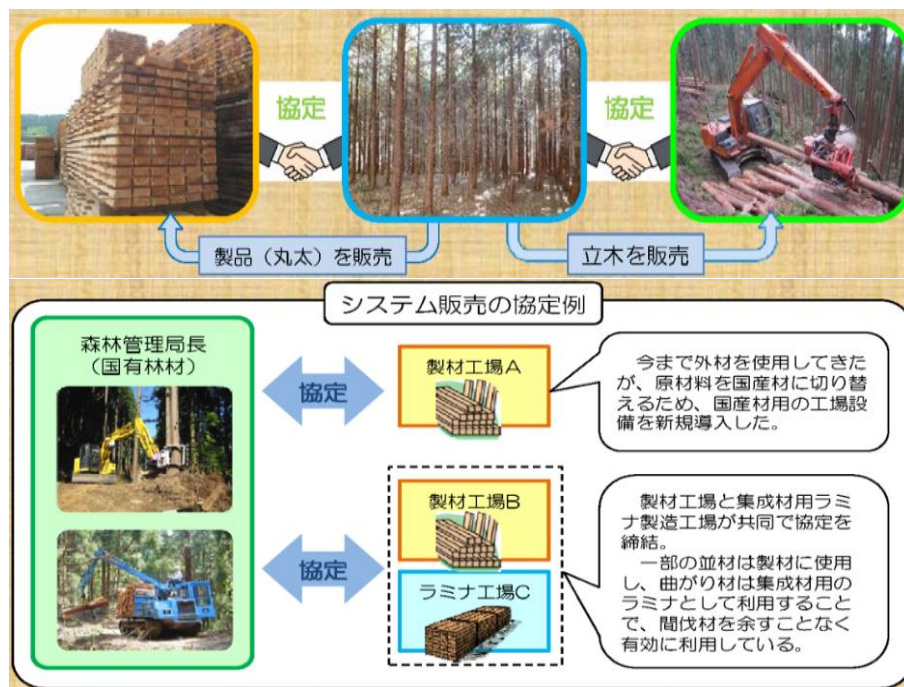 協定
協定
製品（丸太）を販売
立木を販売
システム販売の協定例
森林管理局長
（国有林材）
協定
製材工場A
今まで外材を使用してきた
が、原材料を国産材に切り替
えるため、国産材用の工場設
備を新規導入した。
協定
製材工場B
ラミナ工場C
製材工場と集成材用ラミ
ナ製造工場が共同で協定を
締結。
一部の並材は製材に使用
し、曲がり材は集成材用の
ラミナとして利用すること
で、間伐材を余すことなく
有効に利用している。